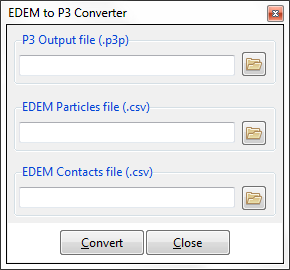 EDEM to P3 Converter
P3 Output file (.p3p)
EDEM Particles file (.csv)
EDEM Contacts file (.csv)
Convert Close